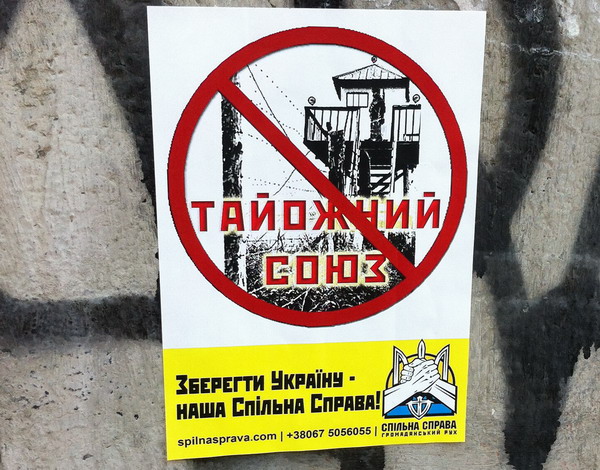 ТАЙОЖНИЙ
СОЮЗ
Зберегти Україну -
наша Спільна Справа!
spilnasprava.com | +38067 5056055 |
СПІЛЬНА СПРАВА
ГРОМАДЯНСЬКИЙ РУХ